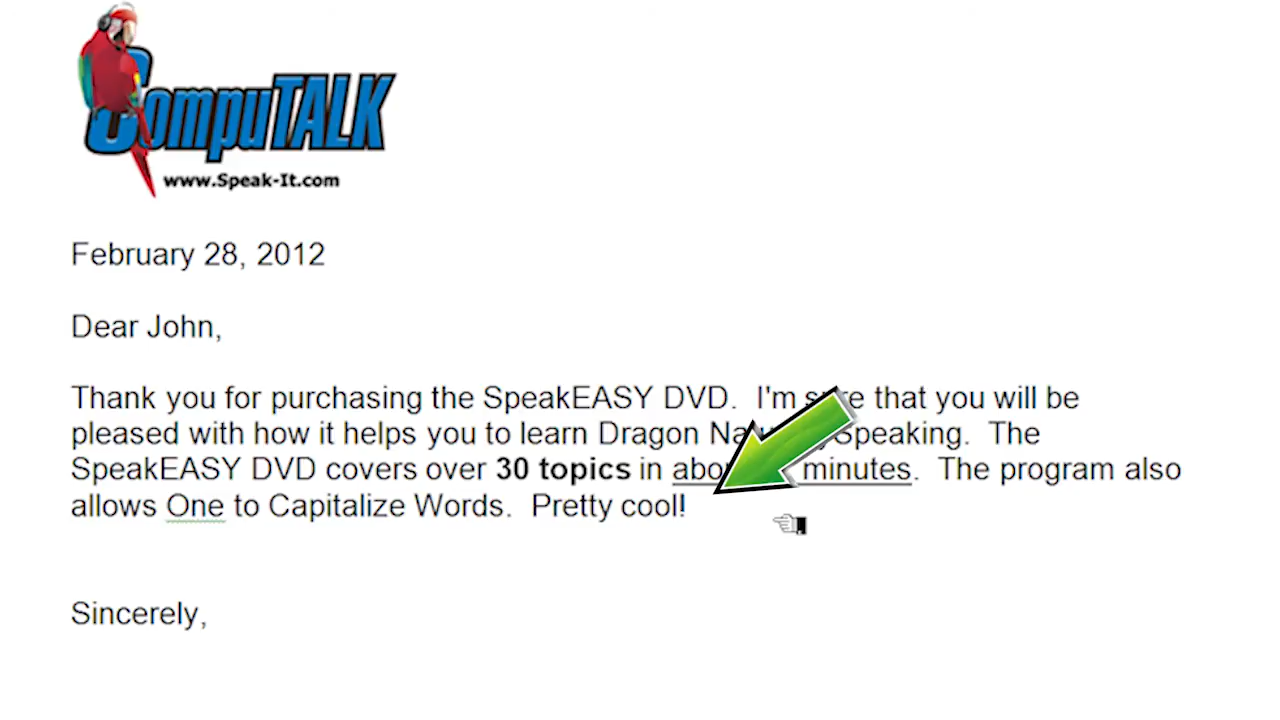 CompuTALK
www.Speak-It.com
February 28, 2012
Dear John,
Thank you for purchasing the SpeakEASY DVD. I'm that you will be
pleased with how it helps you to learn Dragon Speaking. The
SpeakEASY DVD covers over 30 topics in minutes. The program also
allows One to Capitalize Words. Pretty cool!
Sincerely,